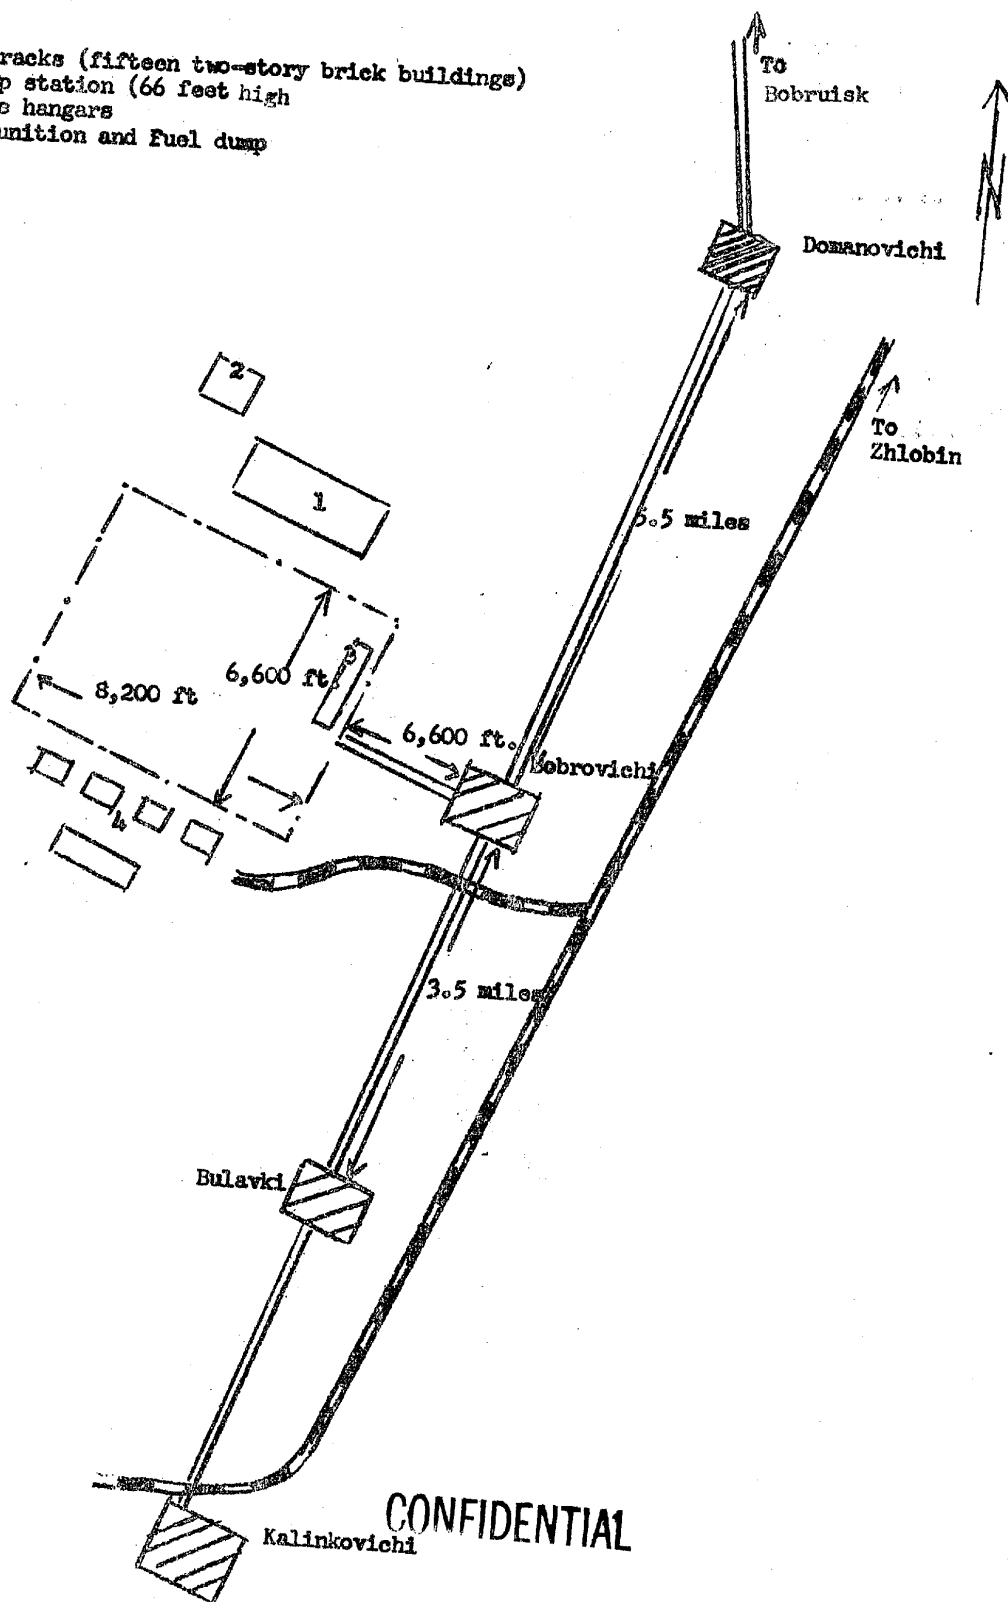 racks (fifteen two-story brick buildings)
p station (66 feet high
e hangars
unition and Fuel dump
To
Bobruisk
N
Domanovichi
2
To
Zhlobin
1
5.5 miles
3
6,600 ft.
8,200 ft
6,600 ft.
Bobrovichi
4
3.5 miles
Bulavki
CONFIDENTIAL
Kalinkovichi